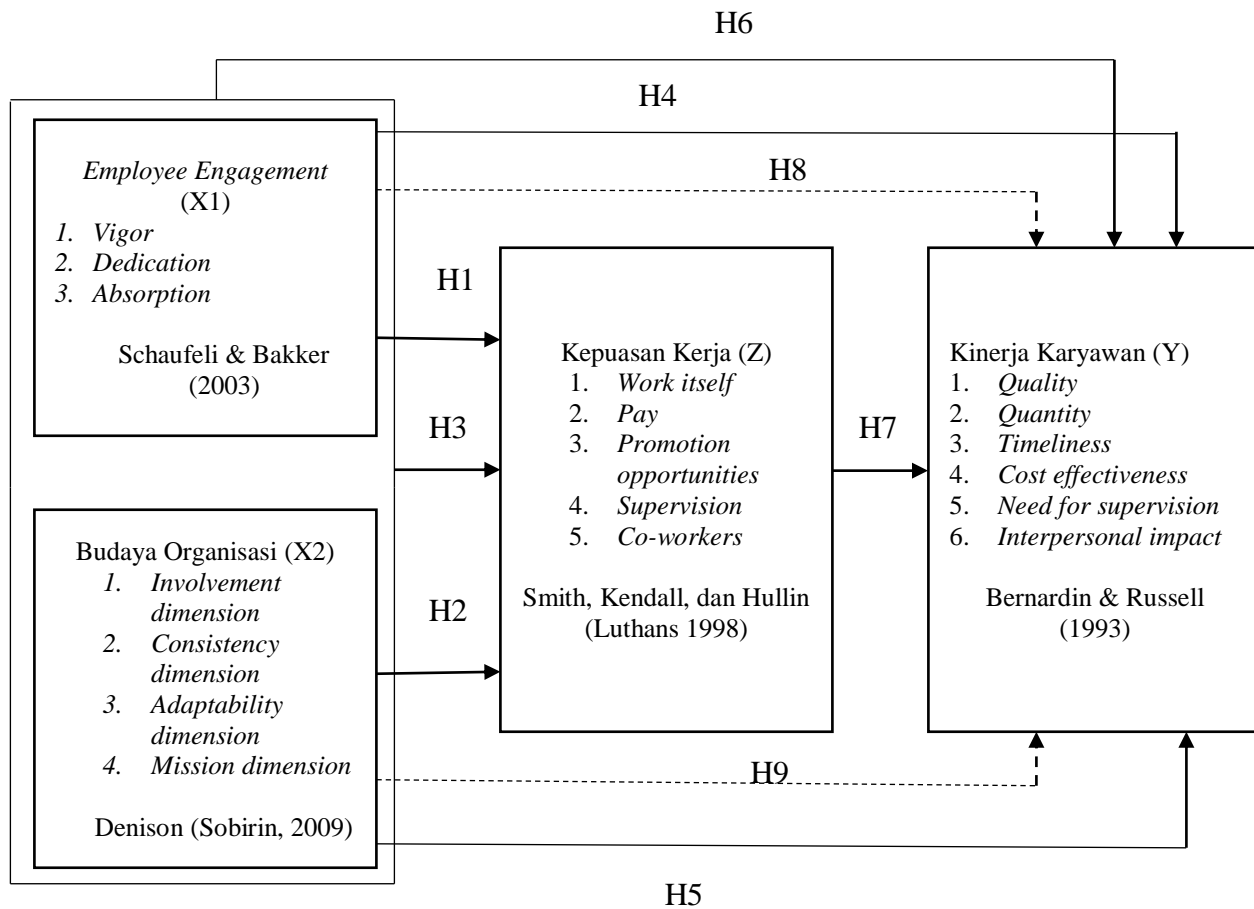 H6
H4
H8
Employee Engagement
(X1)
1. Vigor
2. Dedication
3. Absorption
Schaufeli & Bakker
(2003)
H1
H3
H2
Budaya Organisasi (X2)
1. Involvement
dimension
2. Consistency
dimension
3. Adaptability
dimension
4. Mission dimension
Denison (Sobirin, 2009)
Kepuasan Kerja (Z)
1. Work itself
2. Pay
3. Promotion
opportunities
4. Supervision
5. Co-workers
Smith, Kendall, dan Hullin
(Luthans 1998)
H7
Kinerja Karyawan (Y)
1. Quality
2. Quantity
3. Timeliness
4. Cost effectiveness
5. Need for supervision
6. Interpersonal impact
Bernardin & Russell
(1993)
H9
H5